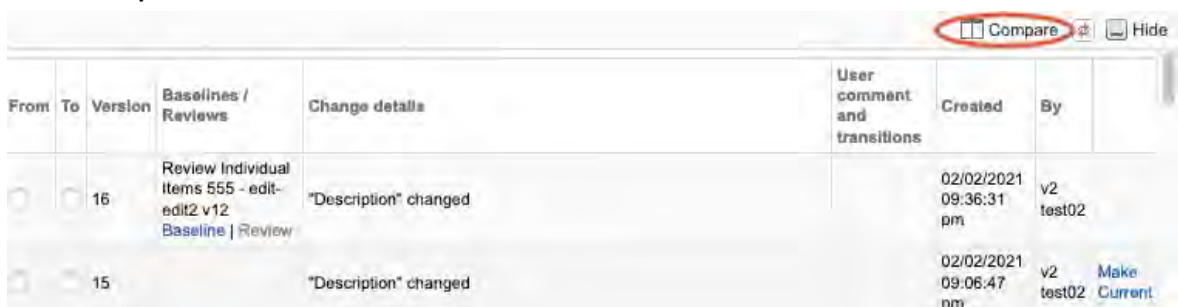 Compare Hide
From To Version Baselines / Reviews Change details User comment and transitions Created By
16 Review Individual Items 555 - edit-edit2 v12 Baseline | Review "Description" changed 02/02/2021 09:36:31 pm v2 test02
15 "Description" changed 02/02/2021 09:06:47 pm v2 test02 Make Current